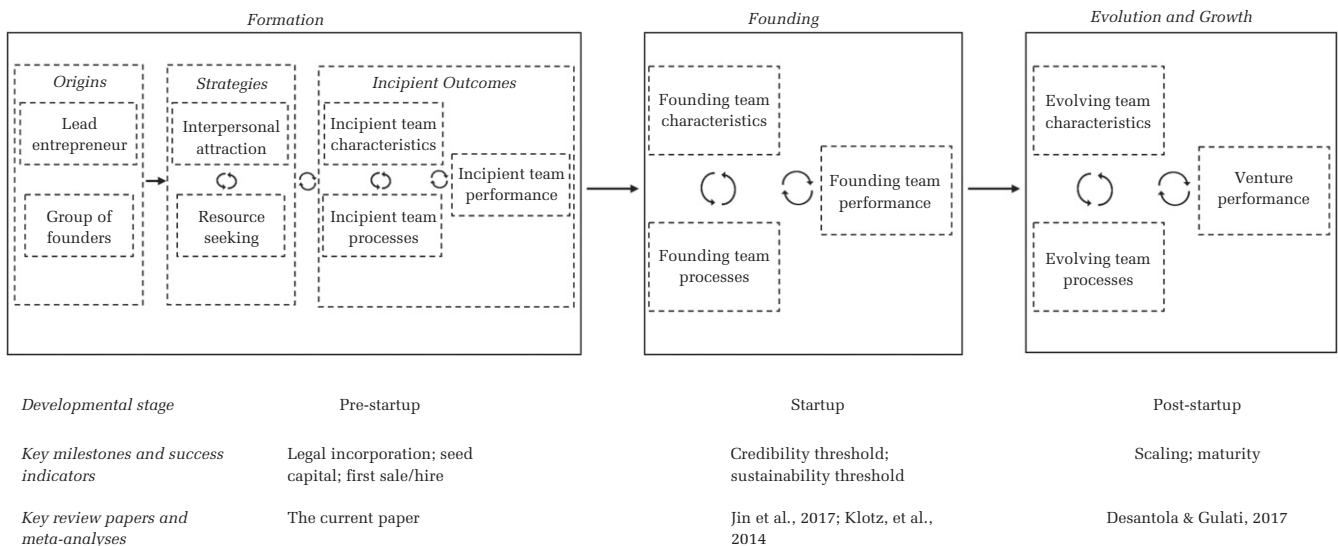 Formation
Founding
Evolution and Growth
Origins
Strategies
Incipient Outcomes
Lead
entrepreneur
Interpersonal
attraction
Incipient team
characteristics
Incipient team
performance
Group of
founders
Resource
seeking
Incipient team
processes
Founding team
characteristics
Founding team
performance
Founding team
processes
Evolving team
characteristics
Venture
performance
Evolving team
processes
Developmental stage
Pre-startup
Startup
Post-startup
Key milestones and success
indicators
Legal incorporation; seed
capital; first sale/hire
Credibility threshold;
sustainability threshold
Scaling; maturity
Key review papers and
meta-analyses
The current paper
Jin et al., 2017; Klotz, et al.,
2014
Desantola & Gulati, 2017